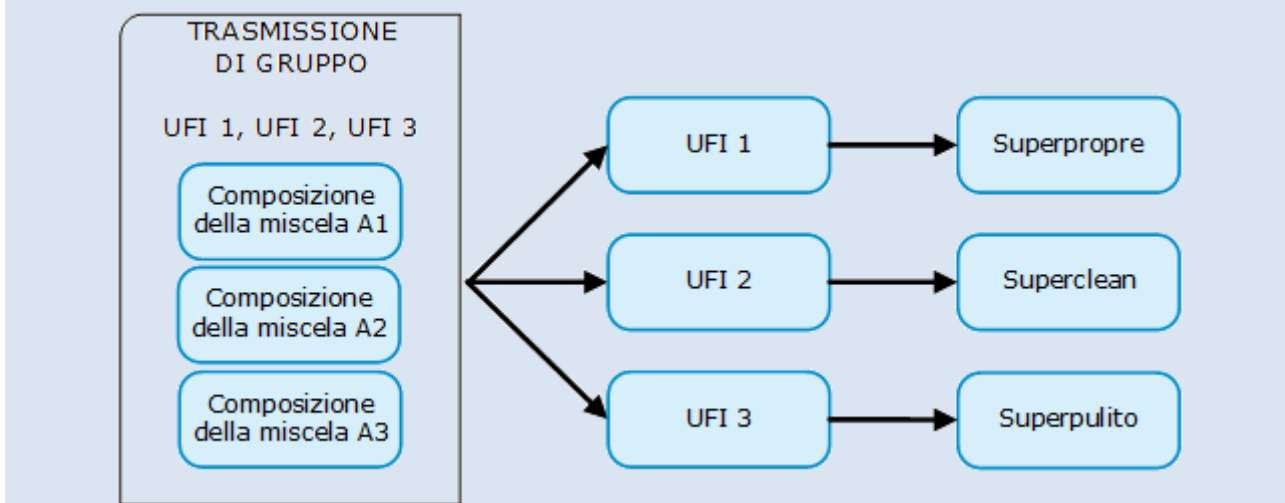 TRASMISSIONE
DI GRUPPO
UFI 1, UFI 2, UFI 3
Composizione
della miscela A1
Composizione
della miscela A2
Composizione
della miscela A3
UFI 1
Superpropre
UFI 2
Superclean
UFI 3
Superpulito